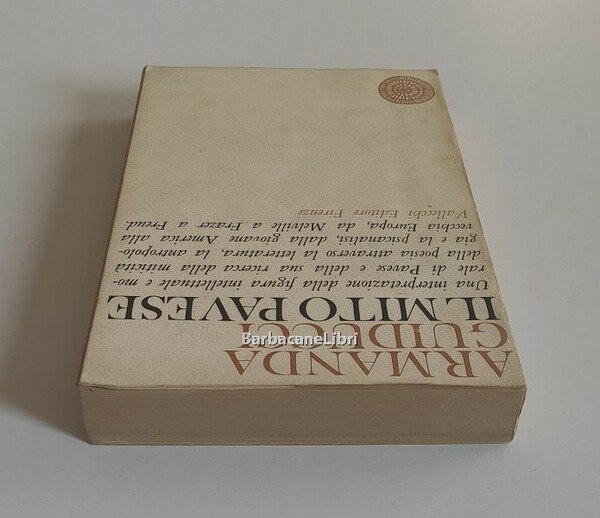 ARMANDA
GUIDUCCI
IL MITO PAVESE
Una interpretazione della figura intellettuale e mo-
rale di Pavese e della sua ricerca della miticità
della poesia attraverso la letteratura, la antropolo-
gia e la psicanalisi, dalla giovane America alla
vecchia Europa, da Melville a Frazer a Freud.
Vallecchi Editore Firenze
BarbacaneLibri